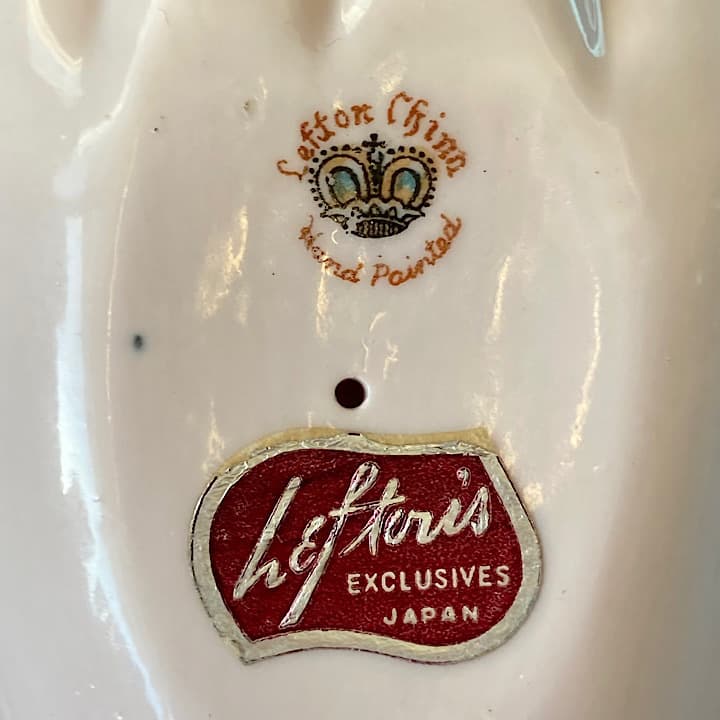 Lefton China
Hand Painted
Lefton's
EXCLUSIVES
JAPAN